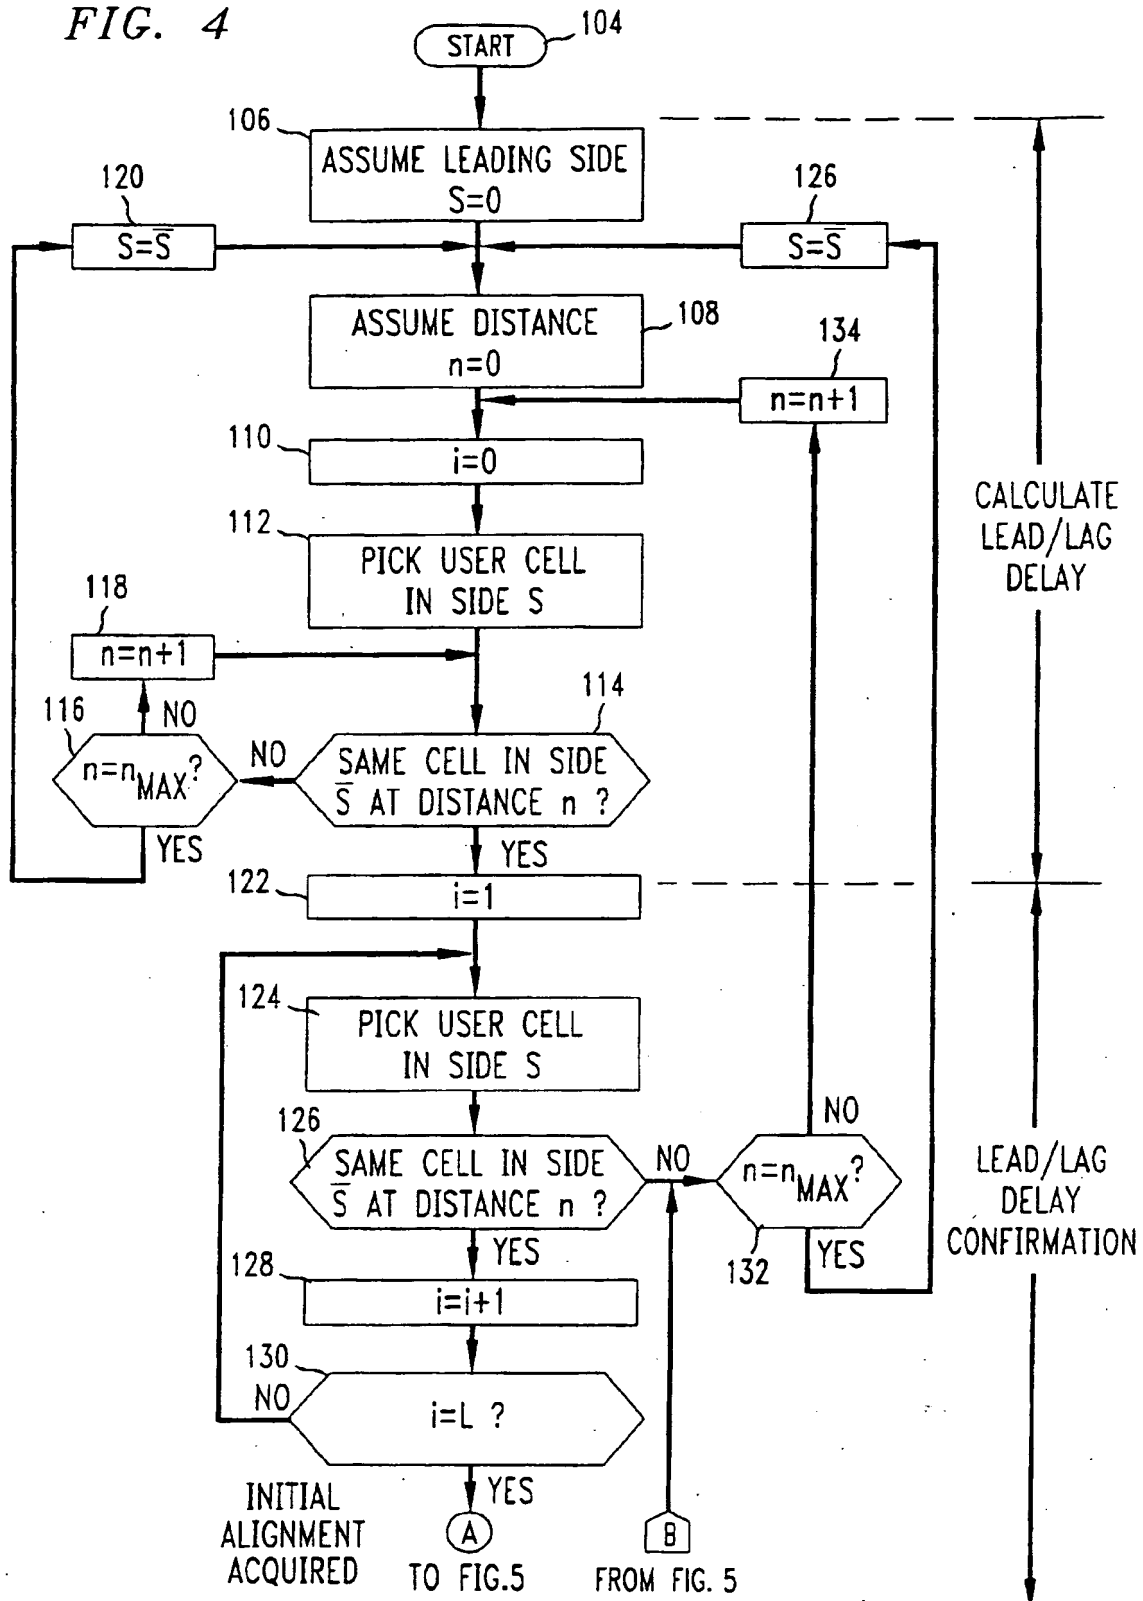 FIG. 4
START
104
106
ASSUME LEADING SIDE
S=0
120
S=S̅
126
S=S̅
ASSUME DISTANCE
n=0
108
134
n=n+1
110
i=0
112
PICK USER CELL
IN SIDE S
CALCULATE
LEAD/LAG
DELAY
118
n=n+1
116
NO
n=nMAX?
YES
NO
114
SAME CELL IN SIDE
S̅ AT DISTANCE n ?
YES
122
i=1
124
PICK USER CELL
IN SIDE S
126
SAME CELL IN SIDE
S̅ AT DISTANCE n ?
NO
YES
NO
n=nMAX?
132
YES
LEAD/LAG
DELAY
CONFIRMATION
128
i=i+1
130
NO
i=L ?
YES
INITIAL
ALIGNMENT
ACQUIRED
A
TO FIG.5
B
FROM FIG. 5